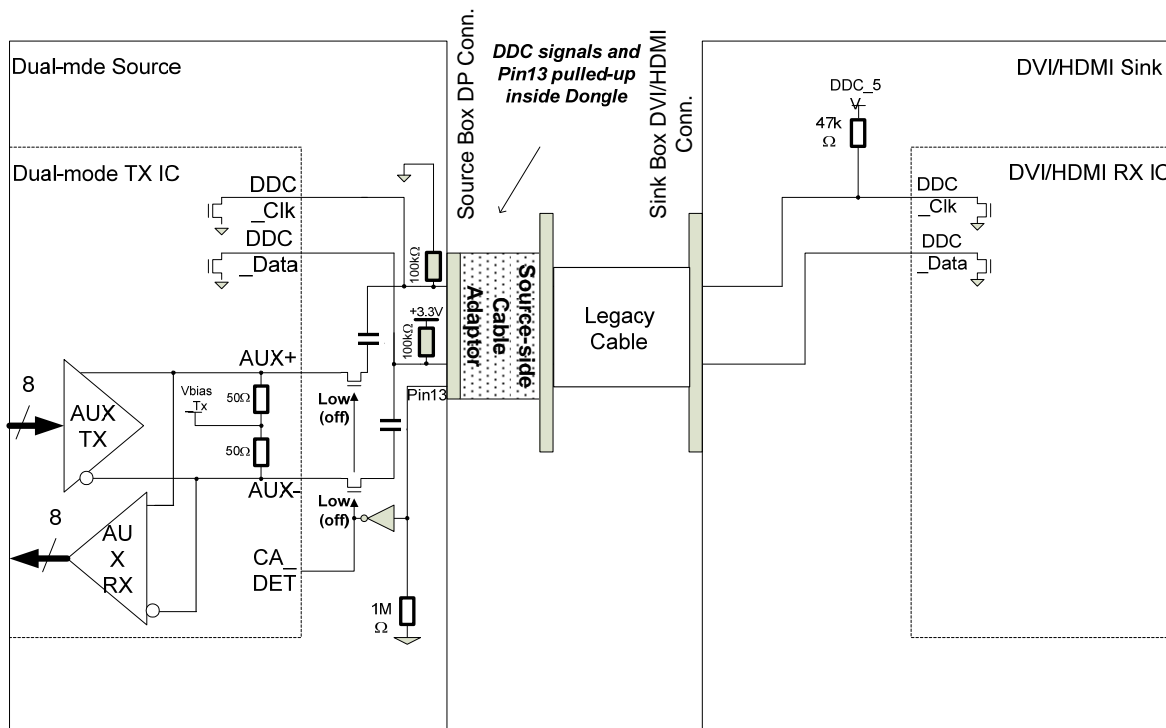 Dual-mde Source
Source Box DP Conn.
DDC signals and
Pin13 pulled-up
inside Dongle
Sink Box DVI/HDMI
Conn.
DVI/HDMI Sink
DDC_5
V
47k
Ω
Dual-mode TX IC
DDC
_Clk
DDC
_Data
100kΩ
+3.3V
100kΩ
Source-side
Cable
Adaptor
Legacy
Cable
DVI/HDMI RX IC
DDC
_Clk
DDC
_Data
AUX+
Pin13
8
AUX
TX
Vbias
_Tx
50Ω
50Ω
Low
(off)
AUX-
Low
(off)
8
AU
X
RX
CA_
DET
1M
Ω